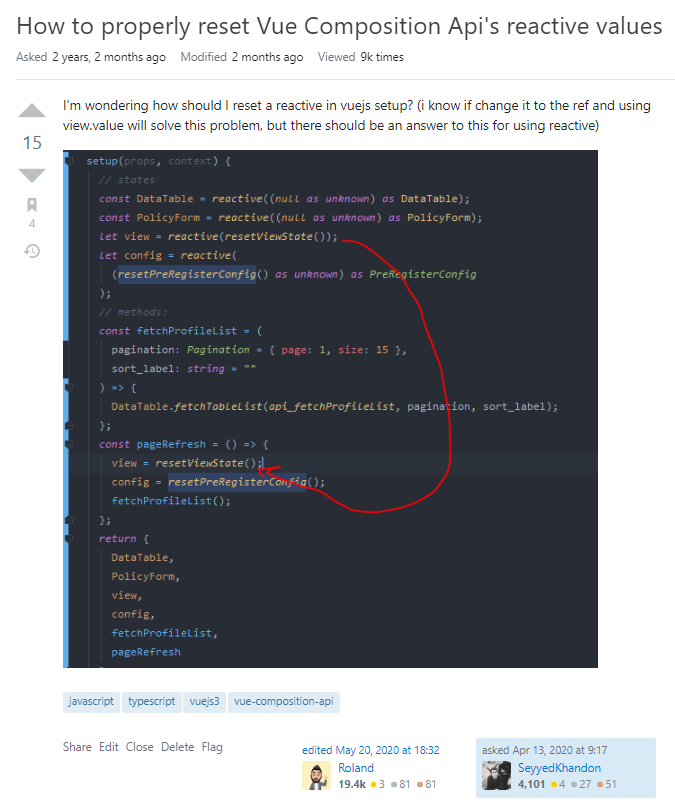 How to properly reset Vue Composition Api's reactive values
Asked 2 years, 2 months ago Modified 2 months ago Viewed 9k times
I'm wondering how should I reset a reactive in vuejs setup? (i know if change it to the ref and using
view.value will solve this problem, but there should be an answer to this for using reactive)
15
4
setup(props, context) {
// states
const DataTable = reactive((null as unknown) as DataTable);
const PolicyForm = reactive((null as unknown) as PolicyForm);
let view = reactive(resetViewState());
let config = reactive(
(resetPreRegisterConfig() as unknown) as PreRegisterConfig
);
// methods:
const fetchProfileList = (
pagination: Pagination = { page: 1, size: 15 },
sort_label: string = ""
) => {
DataTable.fetchTableList(api_fetchProfileList, pagination, sort_label);
};
const pageRefresh = () => {
view = resetViewState();
config = resetPreRegisterConfig();
fetchProfileList();
};
return {
DataTable,
PolicyForm,
view,
config,
fetchProfileList,
pageRefresh
javascript typescript vuejs3 vue-composition-api
Share Edit Close Delete Flag
edited May 20, 2020 at 18:32
Roland
19.4k 3 81 81
asked Apr 13, 2020 at 9:17
SeyyedKhandon
4,101 4 27 51